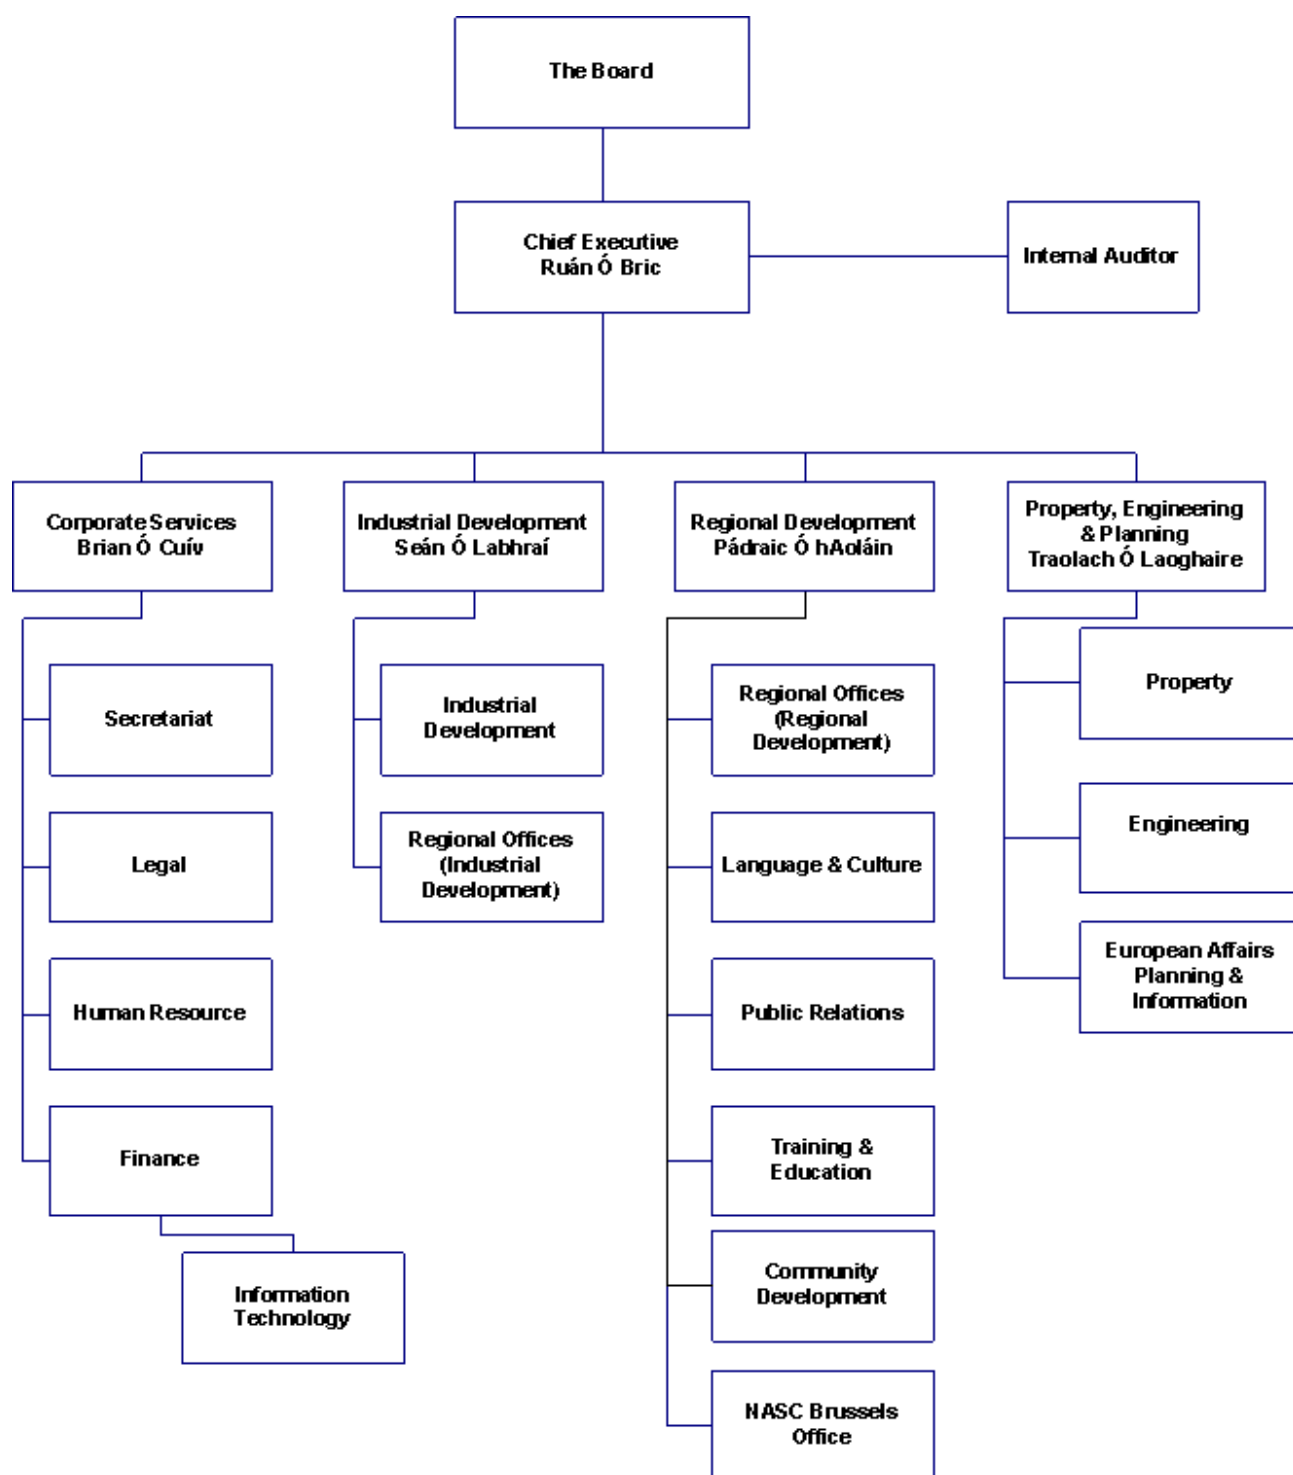 The Board
Chief Executive
Ruán Ó Bric
Internal Auditor
Corporate Services
Brian Ó Cuív
Industrial Development
Seán Ó Labhraí
Regional Development
Pádraic Ó hAoláin
Property, Engineering
& Planning
Traolach Ó Laoghaire
Secretariat
Legal
Human Resource
Finance
Information
Technology
Industrial
Development
Regional Offices
(Industrial
Development)
Regional Offices
(Regional
Development)
Language & Culture
Public Relations
Training &
Education
Community
Development
NASC Brussels
Office
Property
Engineering
European Affairs
Planning &
Information